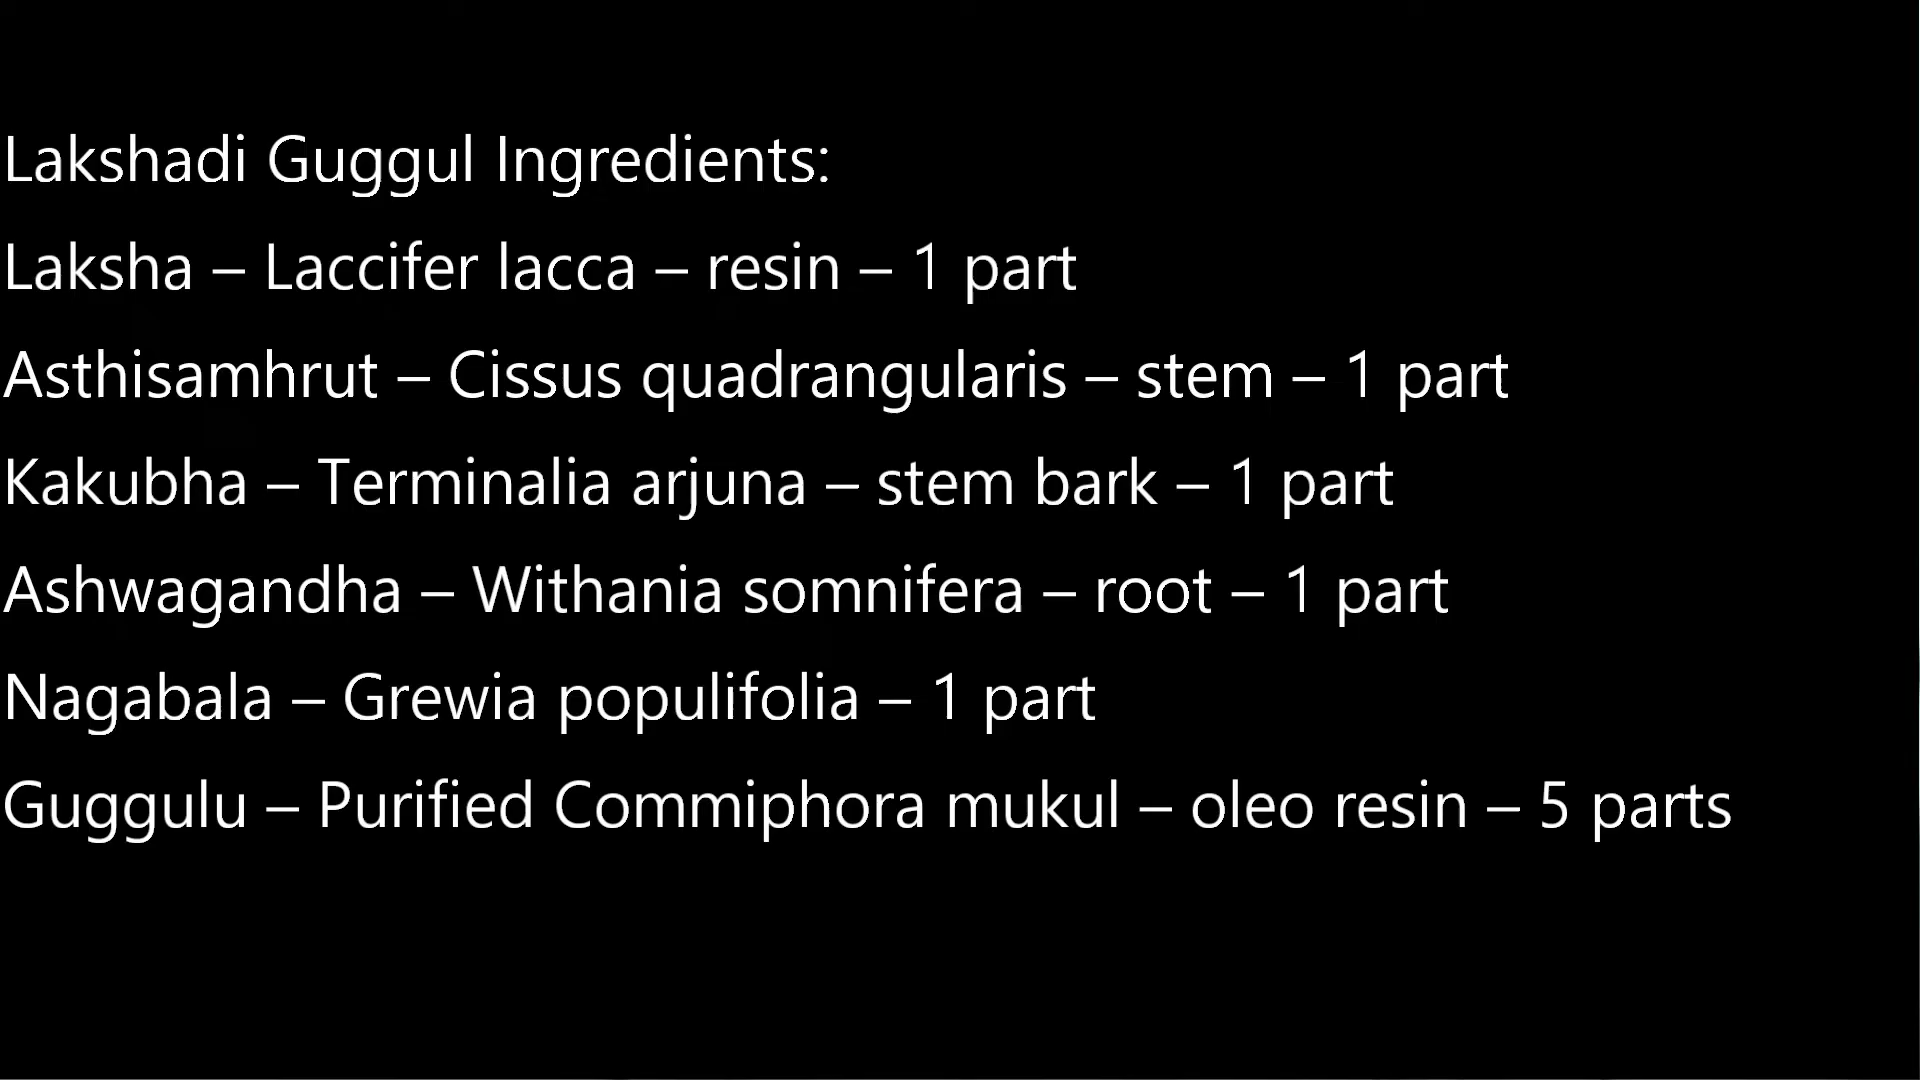 Lakshadi Guggul Ingredients:
Laksha – Laccifer lacca – resin – 1 part
Asthisamhrut – Cissus quadrangularis – stem – 1 part
Kakubha – Terminalia arjuna – stem bark – 1 part
Ashwagandha – Withania somnifera – root – 1 part
Nagabala – Grewia populifolia – 1 part
Guggulu – Purified Commiphora mukul – oleo resin – 5 parts